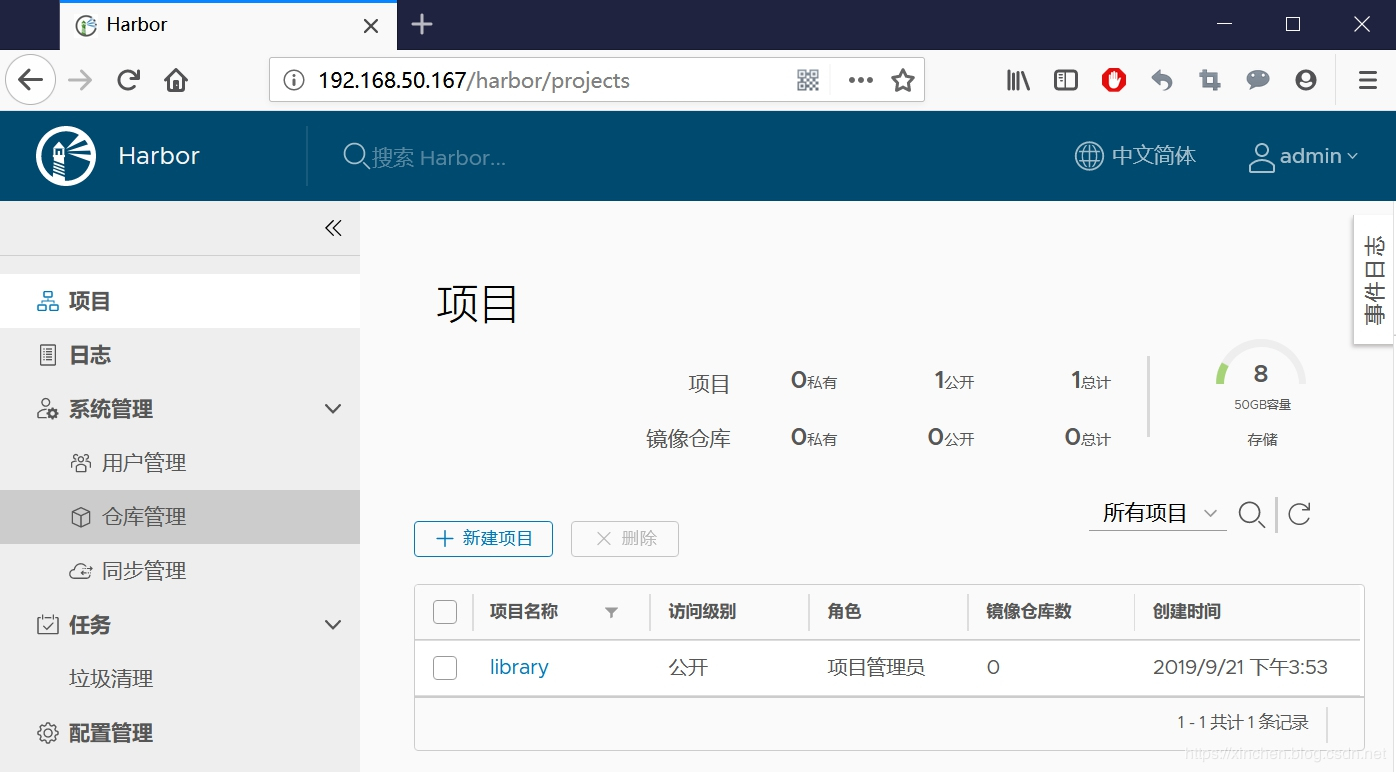 Harbor
192.168.50.167/harbor/projects
Harbor
搜索 Harbor...
中文简体
admin
事件日志
项目
日志
系统管理
用户管理
仓库管理
同步管理
任务
垃圾清理
配置管理
项目
项目 0私有 1公开 1总计
镜像仓库 0私有 0公开 0总计
8
50GB容量
存储
所有项目
新建项目 删除
项目名称 访问级别 角色 镜像仓库数 创建时间
library 公开 项目管理员 0 2019/9/21 下午3:53
1 - 1 共计 1 条记录
https://xinchen.blog.csdn.net